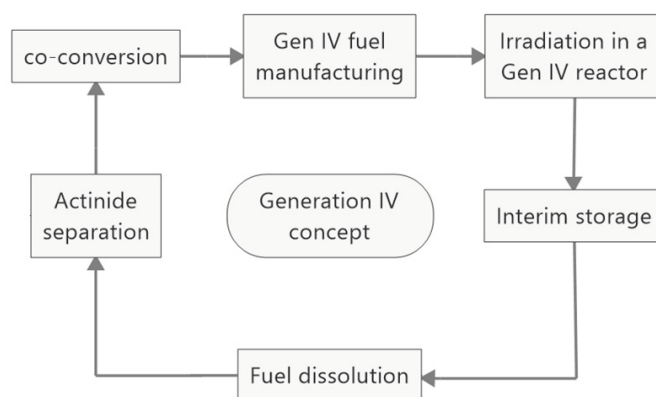 co-conversion
Gen IV fuel
manufacturing
Irradiation in a
Gen IV reactor
Actinide
separation
Generation IV
concept
Interim storage
Fuel dissolution